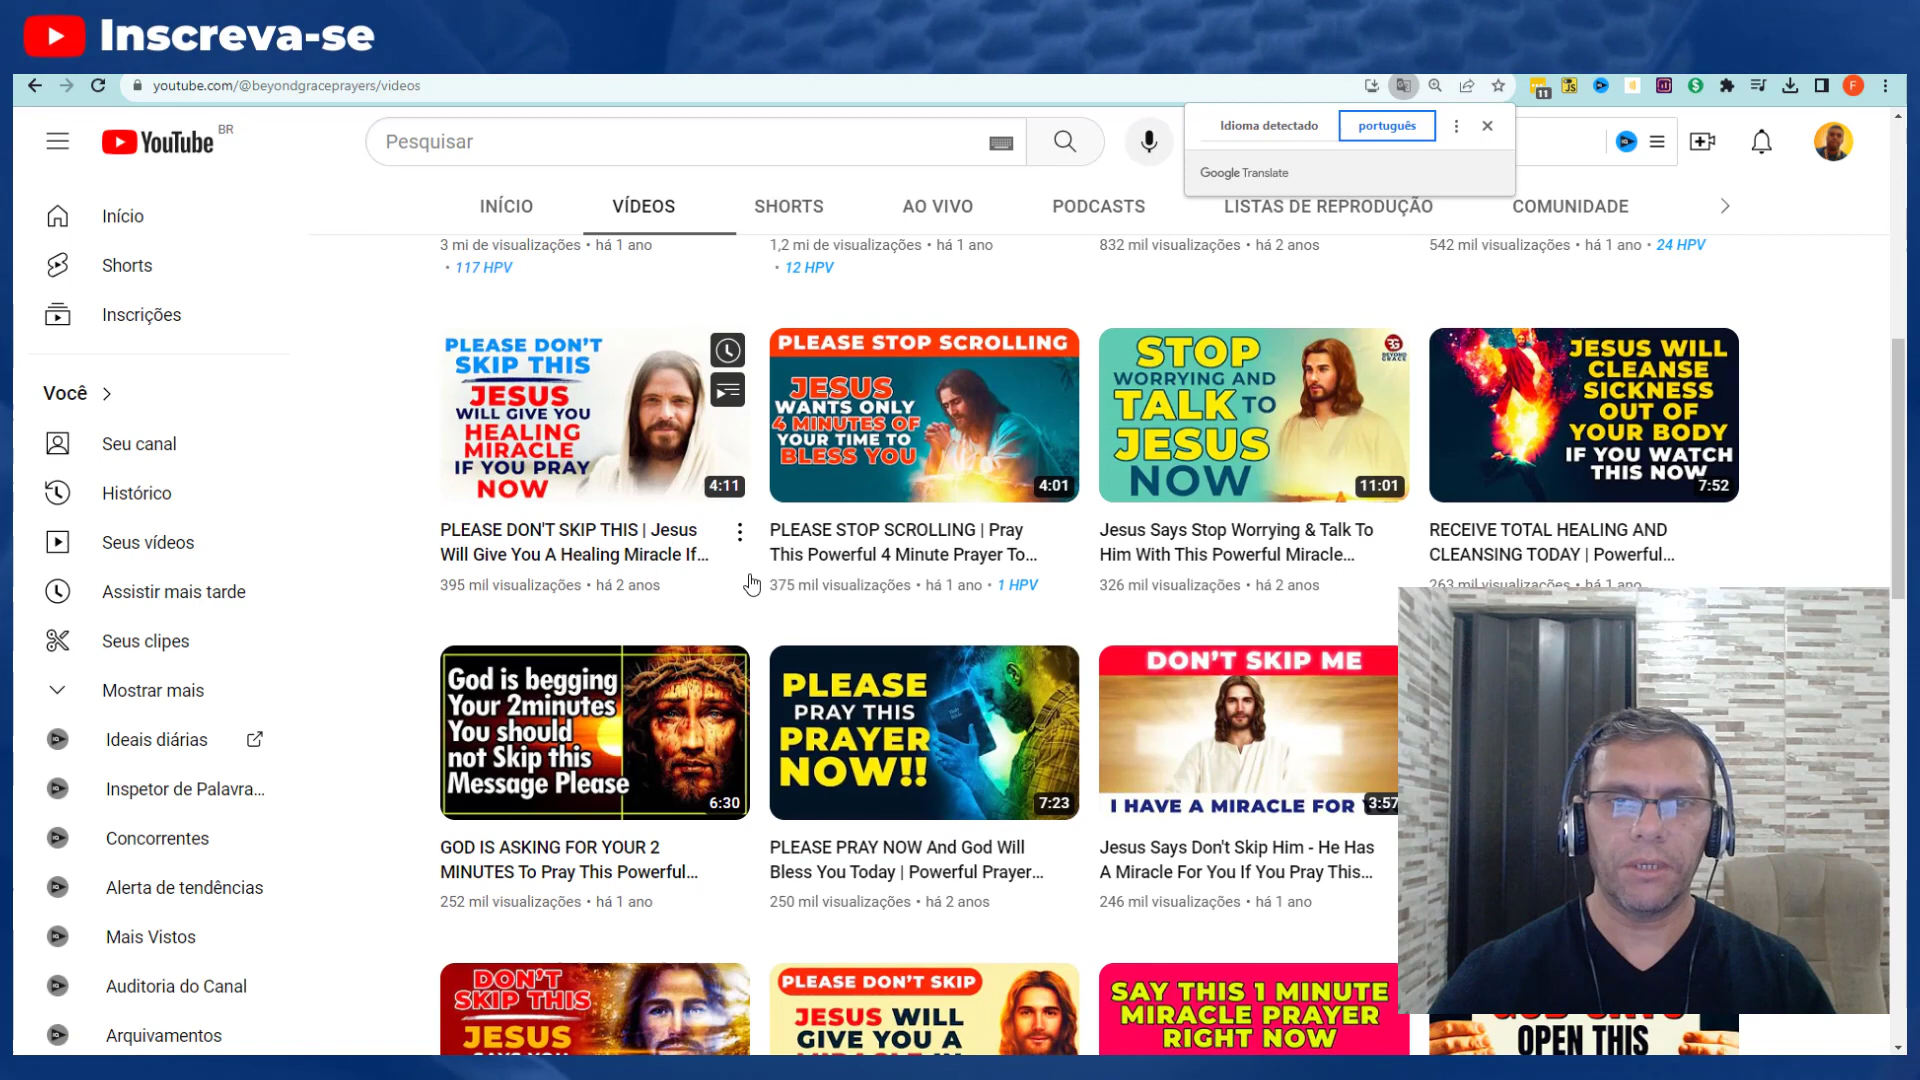 Inscreva-se
youtube.com/@beyondgraceprayers/videos
11
JS
F
Idioma detectado
português
Google Translate
YouTube
BR
Pesquisar
INÍCIO
VÍDEOS
SHORTS
AO VIVO
PODCASTS
LISTAS DE REPRODUÇÃO
COMUNIDADE
Início
Shorts
Inscrições
Você
Seu canal
Histórico
Seus vídeos
Assistir mais tarde
Seus clipes
Mostrar mais
Ideais diárias
Inspetor de Palavra...
Concorrentes
Alerta de tendências
Mais Vistos
Auditoria do Canal
Arquivamentos
3 mi de visualizações • há 1 ano
• 117 HPV
1,2 mi de visualizações • há 1 ano
• 12 HPV
832 mil visualizações • há 2 anos
542 mil visualizações • há 1 ano • 24 HPV
PLEASE DON'T
SKIP THIS
JESUS
WILL GIVE YOU
HEALING
MIRACLE
IF YOU PRAY
NOW
4:11
PLEASE DON'T SKIP THIS | Jesus
Will Give You A Healing Miracle If...
395 mil visualizações • há 2 anos
PLEASE STOP SCROLLING
JESUS
WANTS ONLY
4 MINUTES OF
YOUR TIME TO
BLESS YOU
4:01
PLEASE STOP SCROLLING | Pray
This Powerful 4 Minute Prayer To...
375 mil visualizações • há 1 ano • 1 HPV
STOP
WORRYING AND
TALK TO
JESUS
NOW
BEYOND
GRACE
11:01
Jesus Says Stop Worrying & Talk To
Him With This Powerful Miracle...
326 mil visualizações • há 2 anos
JESUS WILL
CLEANSE
SICKNESS
OUT OF
YOUR BODY
IF YOU WATCH
THIS NOW
7:52
RECEIVE TOTAL HEALING AND
CLEANSING TODAY | Powerful...
263 mil visualizações • há 1 ano
God is begging
Your 2minutes
You should
not Skip this
Message Please
6:30
GOD IS ASKING FOR YOUR 2
MINUTES To Pray This Powerful...
252 mil visualizações • há 1 ano
PLEASE
PRAY THIS
PRAYER
NOW!!
7:23
PLEASE PRAY NOW And God Will
Bless You Today | Powerful Prayer...
250 mil visualizações • há 2 anos
DON'T SKIP ME
I HAVE A MIRACLE FOR
3:57
Jesus Says Don't Skip Him - He Has
A Miracle For You If You Pray This...
246 mil visualizações • há 1 ano
DON'T
SKIP THIS
JESUS
SAYS YOU
PLEASE DON'T SKIP
JESUS WILL
GIVE YOU A
MIRACLE IN
SAY THIS 1 MINUTE
MIRACLE PRAYER
RIGHT NOW
GOD SAYS
OPEN THIS